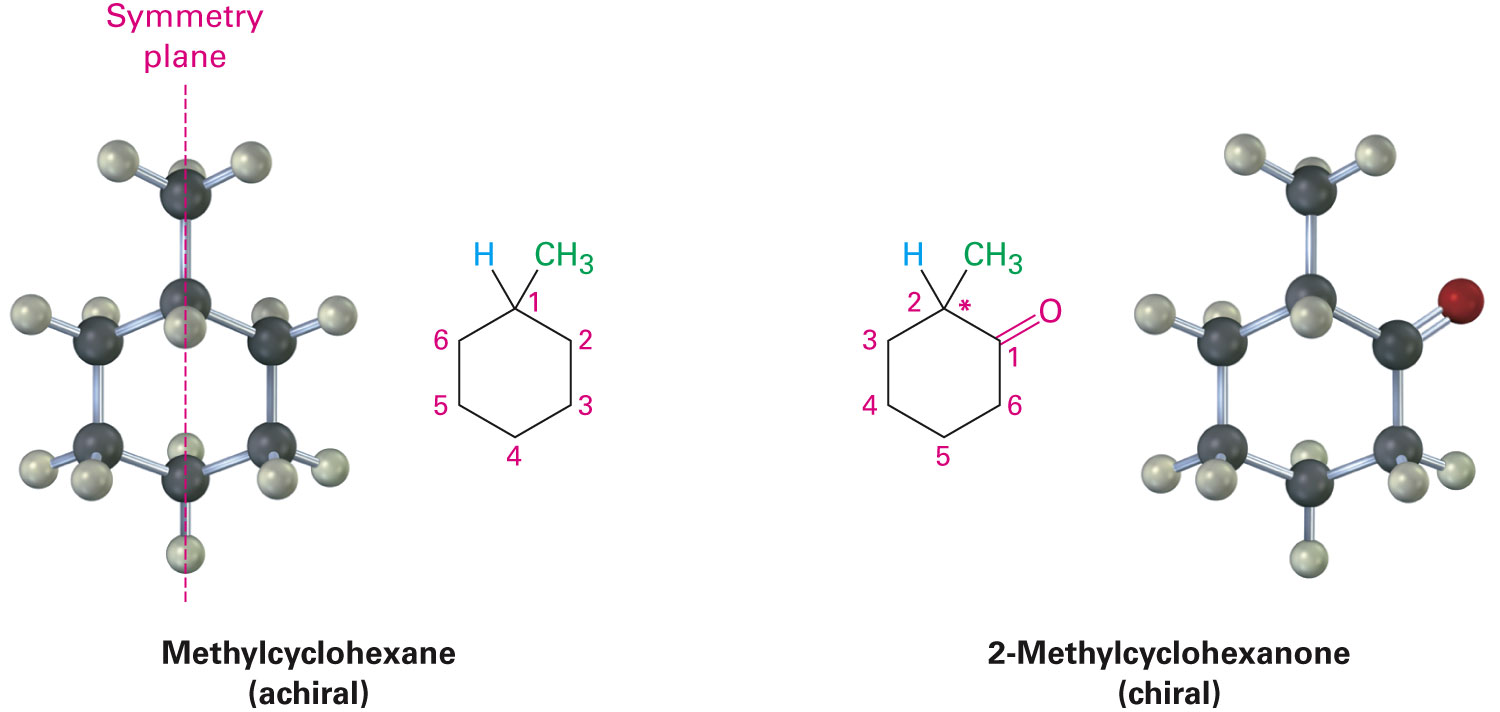 Symmetry
plane
H CH3
1
6 2
5 3
4
Methylcyclohexane
(achiral)
H CH3
2 *
O
3 1
4 6
5
2-Methylcyclohexanone
(chiral)